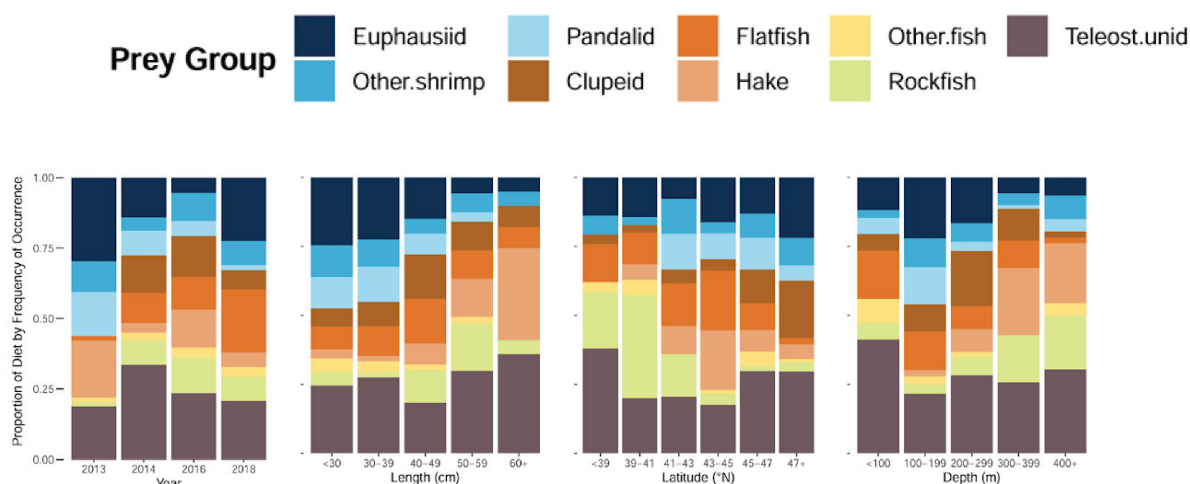 Prey Group
Euphausiid Pandalid Flatfish Other.fish Teleost.unid
Other.shrimp Clupeid Hake Rockfish
Proportion of Diet by Frequency of Occurrence
1.00
0.75
0.50
0.25
0.00
2013 2014 2016 2018
Year
<30 30–39 40–49 50–59 60+
Length (cm)
<39 39–41 41–43 43–45 45–47 47+
Latitude (°N)
<100 100–199 200–299 300–399 400+
Depth (m)